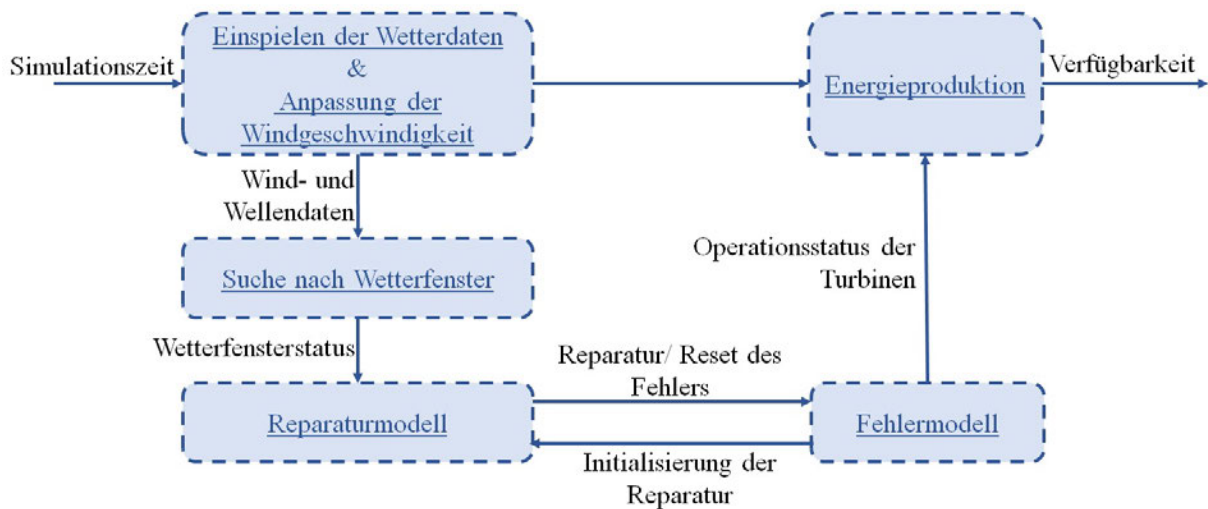 Einspielen der Wetterdaten
&
Anpassung der
Windgeschwindigkeit
Simulationszeit
Energieproduktion
Verfügbarkeit
Wind- und
Wellendaten
Operationsstatus der
Turbinen
Suche nach Wetterfenster
Wetterfensterstatus
Reparatur/ Reset des
Fehlers
Reparaturmodell
Fehlermodell
Initialisierung der
Reparatur